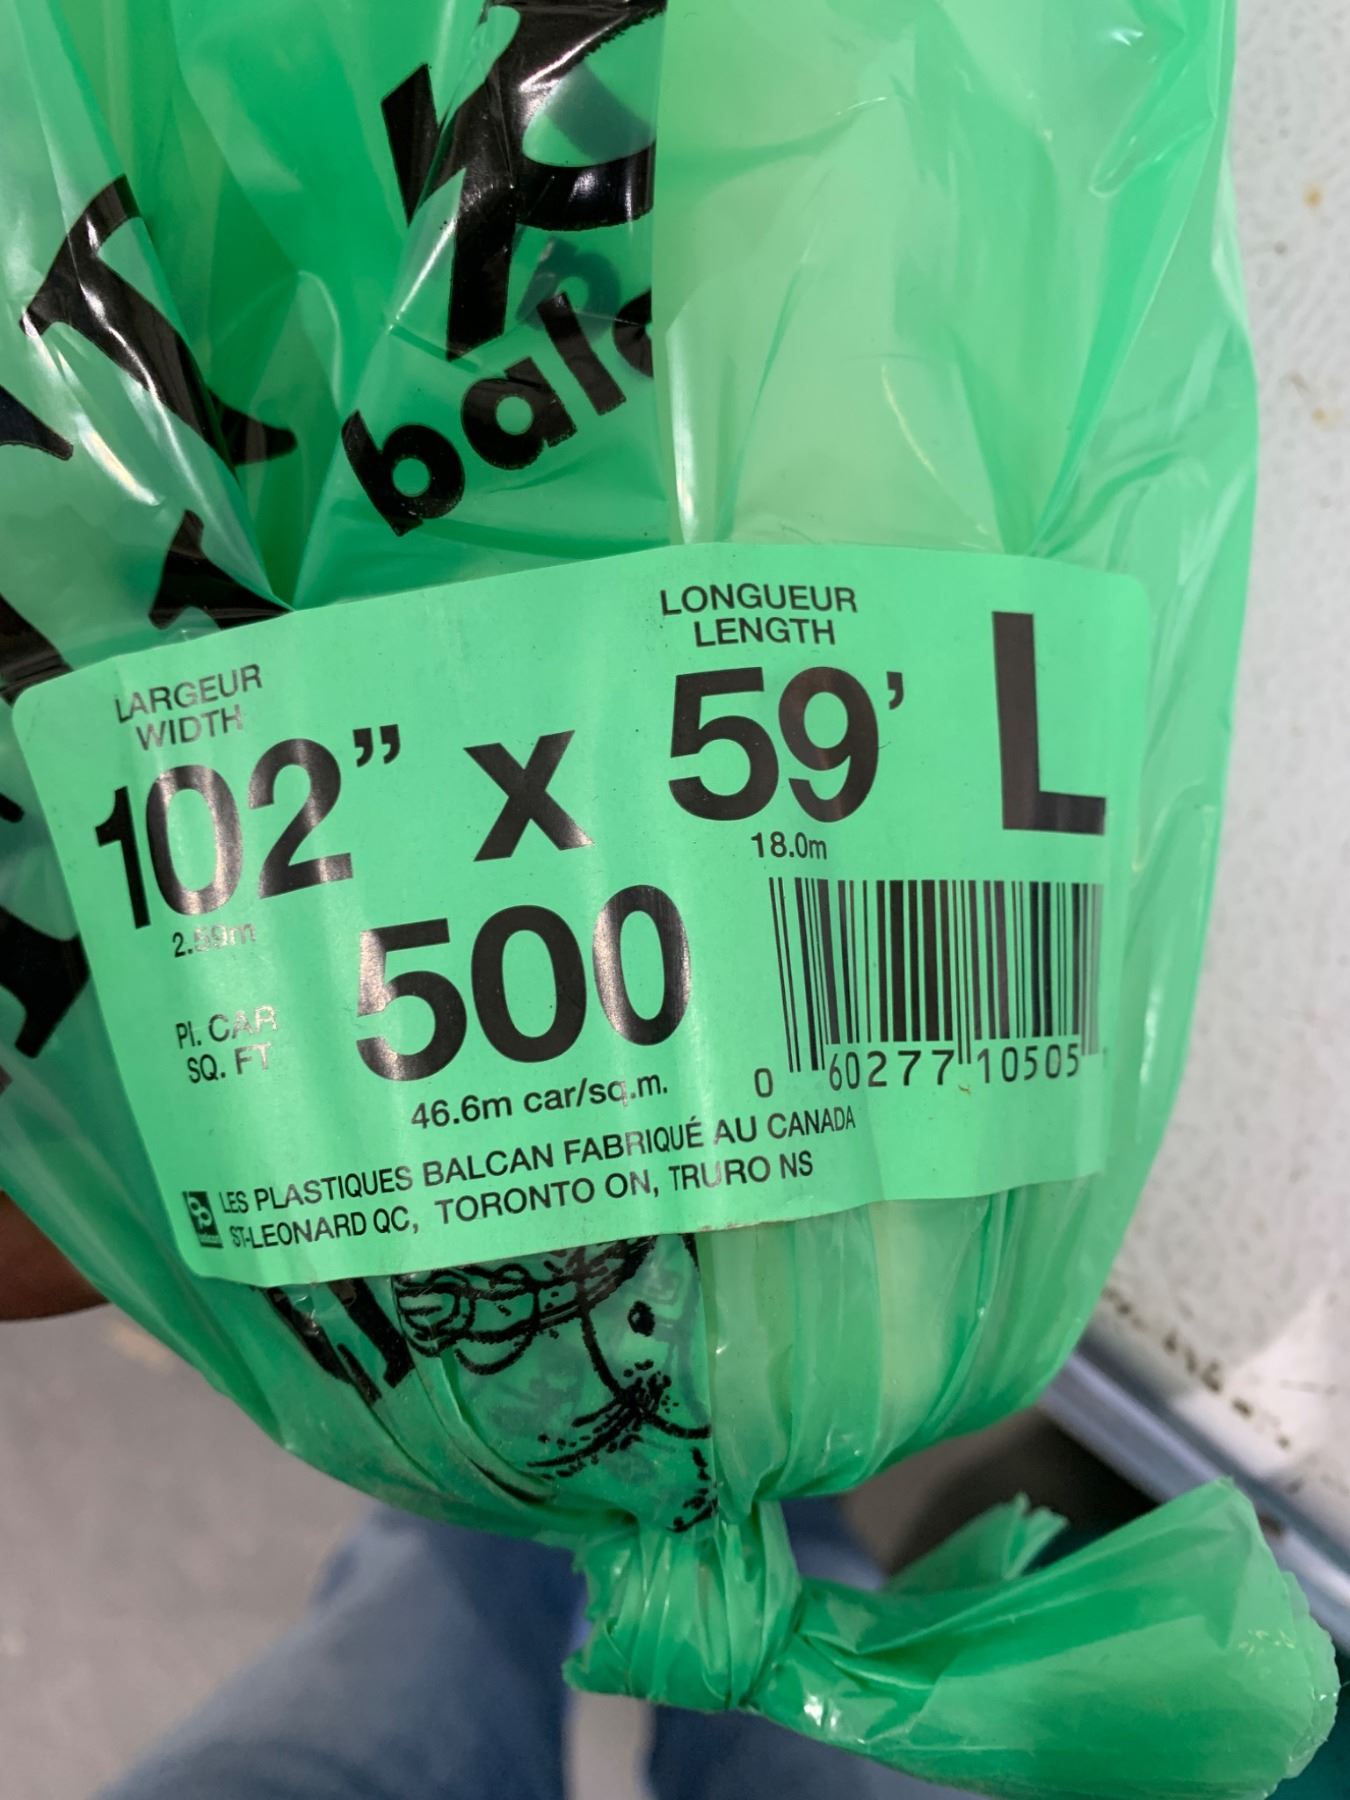 balc
LARGEUR
WIDTH
LONGUEUR
LENGTH
102” x 59’ L
2.59m
18.0m
PI. CAR
SQ. FT
500
46.6m car/sq.m.
0 60277 10505
LES PLASTIQUES BALCAN FABRIQUÉ AU CANADA
ST-LEONARD QC, TORONTO ON, TRURO NS